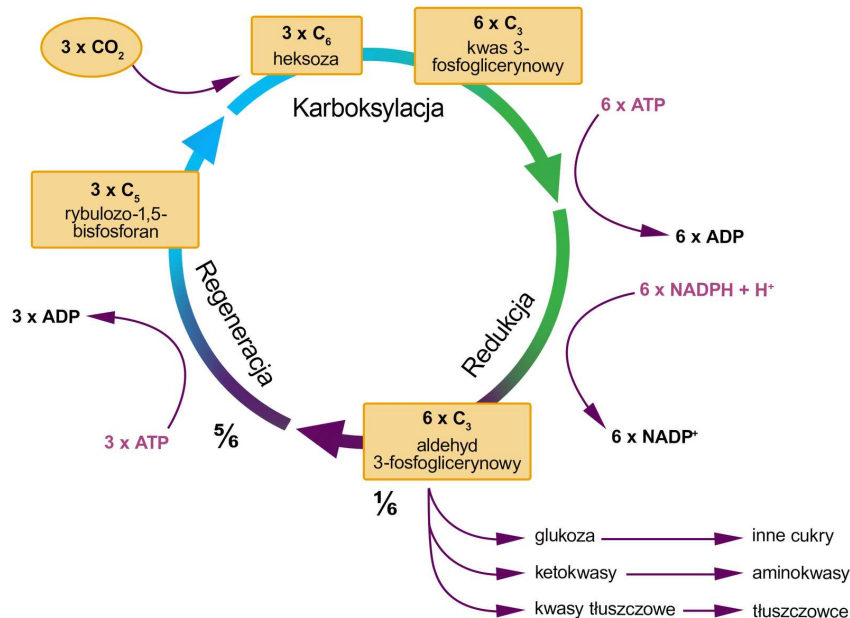 3 x CO₂
3 x C₆
heksoza
6 x C₃
kwas 3-
fosfoglicerynowy
Karboksylacja
6 x ATP
3 x C₅
rybulozo-1,5-
bisfosforan
6 x ADP
Regeneracja
Redukcja
6 x NADPH + H⁺
3 x ADP
3 x ATP
⅚
6 x C₃
aldehyd
3-fosfoglicerynowy
6 x NADP⁺
⅙
glukoza
inne cukry
ketokwasy
aminokwasy
kwasy tłuszczowe
tłuszczowce